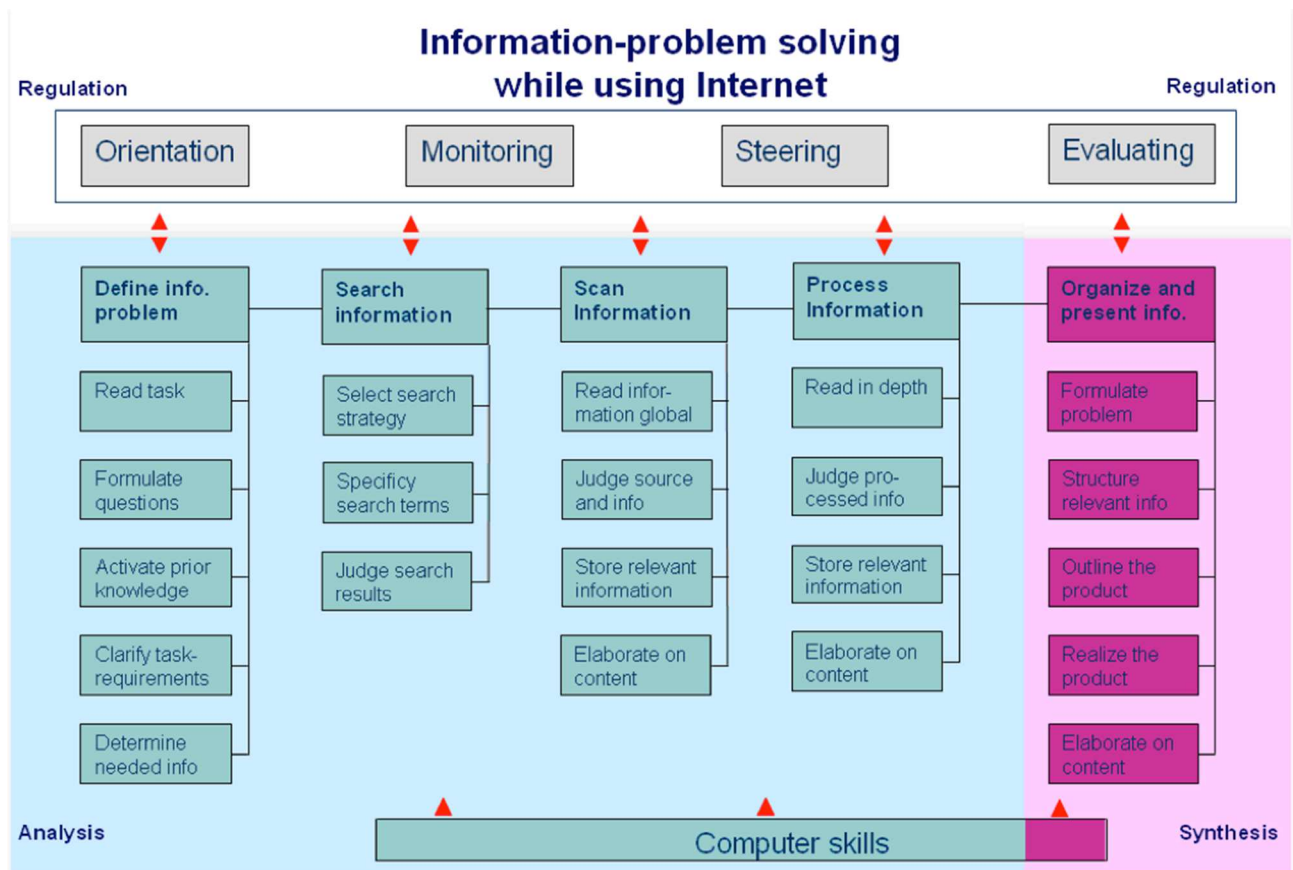 Information-problem solving
while using Internet
Regulation
Regulation
Orientation
Monitoring
Steering
Evaluating
Define info.
problem
Read task
Formulate
questions
Activate prior
knowledge
Clarify task-
requirements
Determine
needed info
Search
information
Select search
strategy
Specificy
search terms
Judge search
results
Scan
Information
Read infor-
mation global
Judge source
and info
Store relevant
information
Elaborate on
content
Process
Information
Read in depth
Judge pro-
cessed info
Store relevant
information
Elaborate on
content
Organize and
present info.
Formulate
problem
Structure
relevant info
Outline the
product
Realize the
product
Elaborate on
content
Analysis
Computer skills
Synthesis